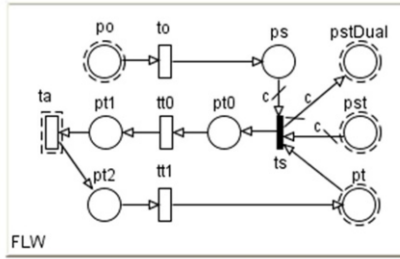 po to ps pstDual
c c
ta pt1 tt0 pt0 c pst
ts
pt2 tt1 pt
FLW